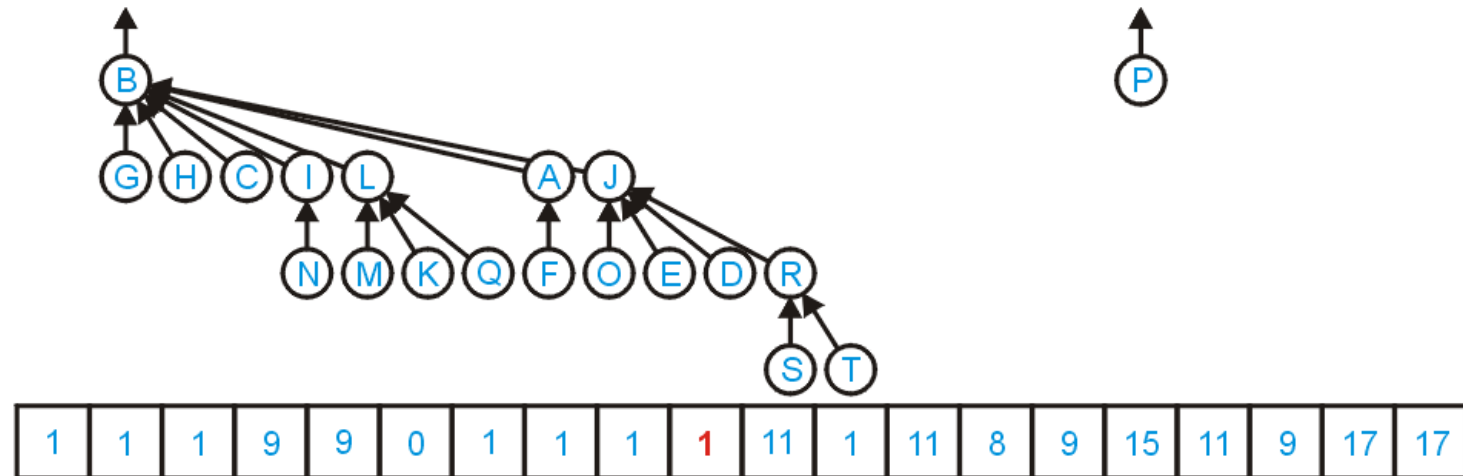 B P
G H C I L A J
N M K Q F O E D R
S T
1 1 1 9 9 0 1 1 1 1 11 1 11 8 9 15 11 9 17 17